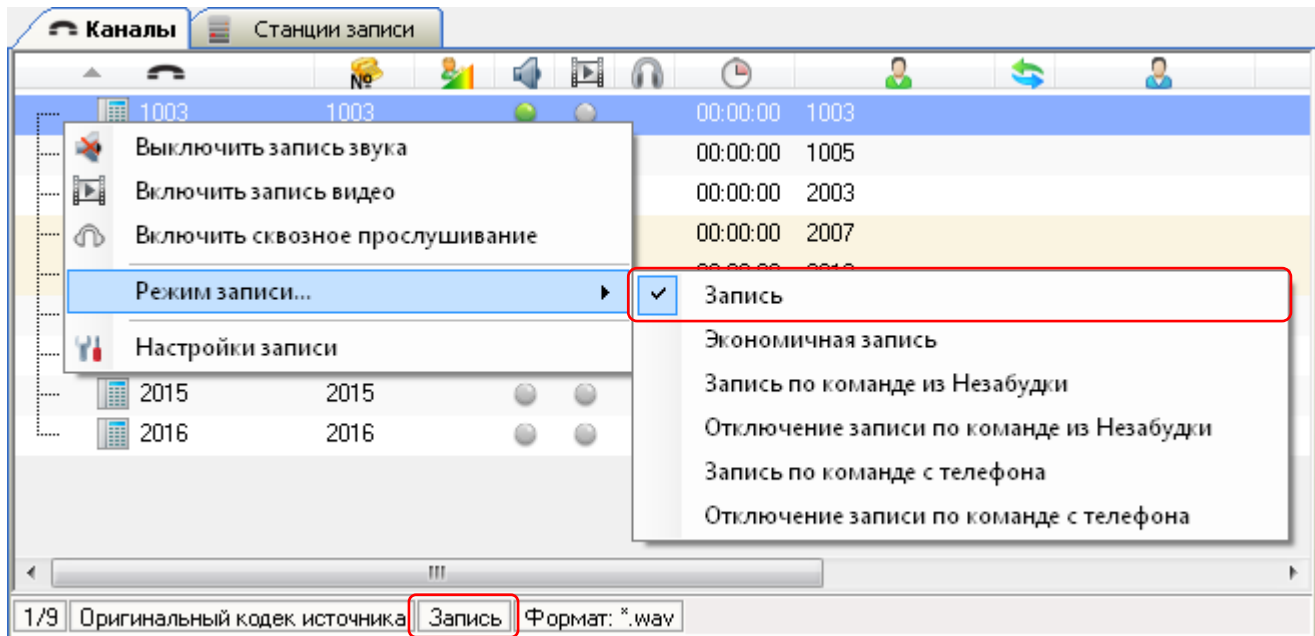 Каналы Станции записи
№
1003 1003 00:00:00 1003
Выключить запись звука 00:00:00 1005
Включить запись видео 00:00:00 2003
Включить сквозное прослушивание 00:00:00 2007
Режим записи...
Запись
Настройки записи
Экономичная запись
Запись по команде из Незабудки
2015 2015
Отключение записи по команде из Незабудки
2016 2016
Запись по команде с телефона
Отключение записи по команде с телефона
1/9 Оригинальный кодек источника Запись Формат: *.wav